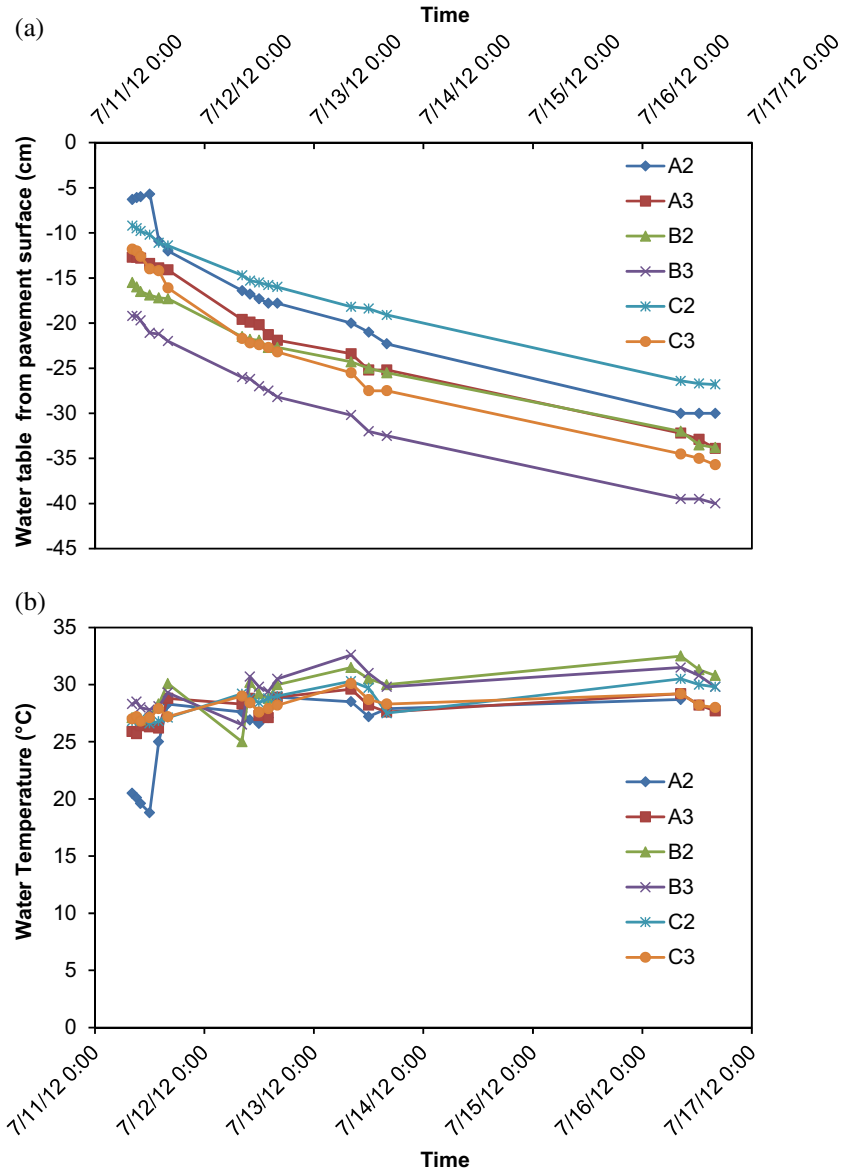 (a)
Time
7/11/12 0:00
7/12/12 0:00
7/13/12 0:00
7/14/12 0:00
7/15/12 0:00
7/16/12 0:00
7/17/12 0:00
Water table from pavement surface (cm)
0
-5
-10
-15
-20
-25
-30
-35
-40
-45
A2
A3
B2
B3
C2
C3
(b)
Water Temperature (°C)
35
30
25
20
15
10
5
0
A2
A3
B2
B3
C2
C3
7/11/12 0:00
7/12/12 0:00
7/13/12 0:00
7/14/12 0:00
7/15/12 0:00
7/16/12 0:00
7/17/12 0:00
Time